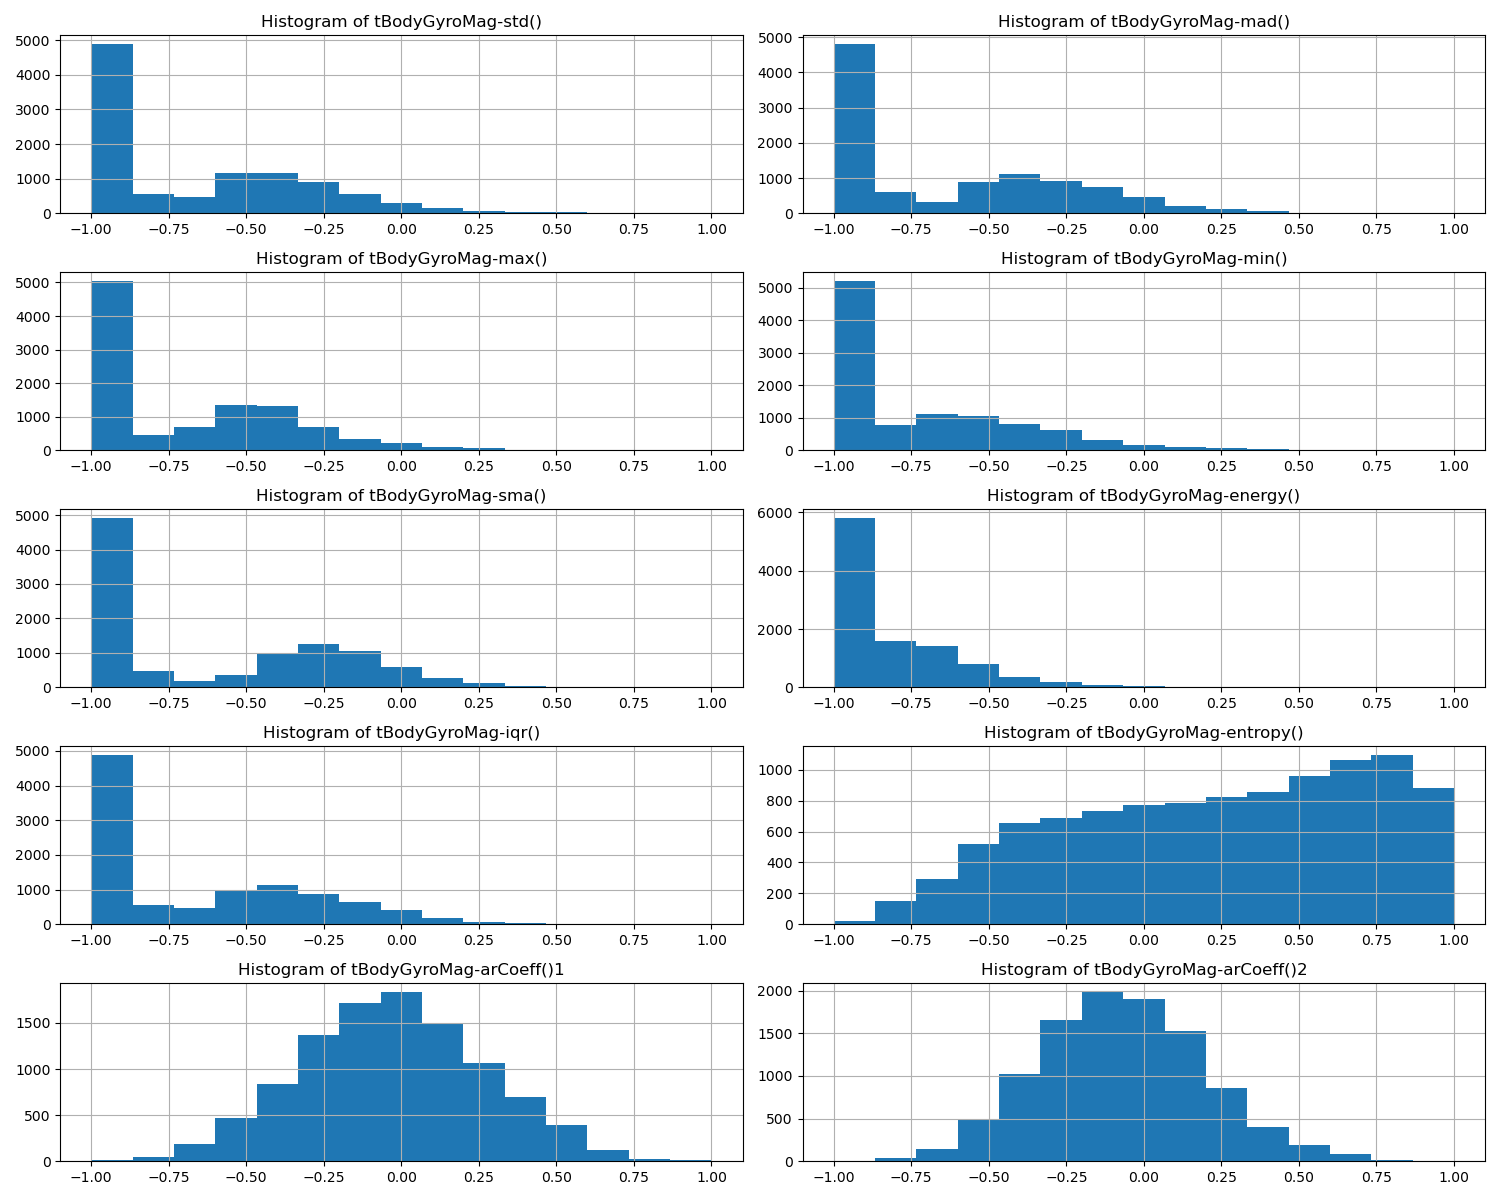 Histogram of tBodyGyroMag-std()
5000
4000
3000
2000
1000
0
−1.00 −0.75 −0.50 −0.25 0.00 0.25 0.50 0.75 1.00
Histogram of tBodyGyroMag-mad()
5000
4000
3000
2000
1000
0
−1.00 −0.75 −0.50 −0.25 0.00 0.25 0.50 0.75 1.00
Histogram of tBodyGyroMag-max()
5000
4000
3000
2000
1000
0
−1.00 −0.75 −0.50 −0.25 0.00 0.25 0.50 0.75 1.00
Histogram of tBodyGyroMag-min()
5000
4000
3000
2000
1000
0
−1.00 −0.75 −0.50 −0.25 0.00 0.25 0.50 0.75 1.00
Histogram of tBodyGyroMag-sma()
5000
4000
3000
2000
1000
0
−1.00 −0.75 −0.50 −0.25 0.00 0.25 0.50 0.75 1.00
Histogram of tBodyGyroMag-energy()
6000
4000
2000
0
−1.00 −0.75 −0.50 −0.25 0.00 0.25 0.50 0.75 1.00
Histogram of tBodyGyroMag-iqr()
5000
4000
3000
2000
1000
0
−1.00 −0.75 −0.50 −0.25 0.00 0.25 0.50 0.75 1.00
Histogram of tBodyGyroMag-entropy()
1000
800
600
400
200
0
−1.00 −0.75 −0.50 −0.25 0.00 0.25 0.50 0.75 1.00
Histogram of tBodyGyroMag-arCoeff()1
1500
1000
500
0
−1.00 −0.75 −0.50 −0.25 0.00 0.25 0.50 0.75 1.00
Histogram of tBodyGyroMag-arCoeff()2
2000
1500
1000
500
0
−1.00 −0.75 −0.50 −0.25 0.00 0.25 0.50 0.75 1.00